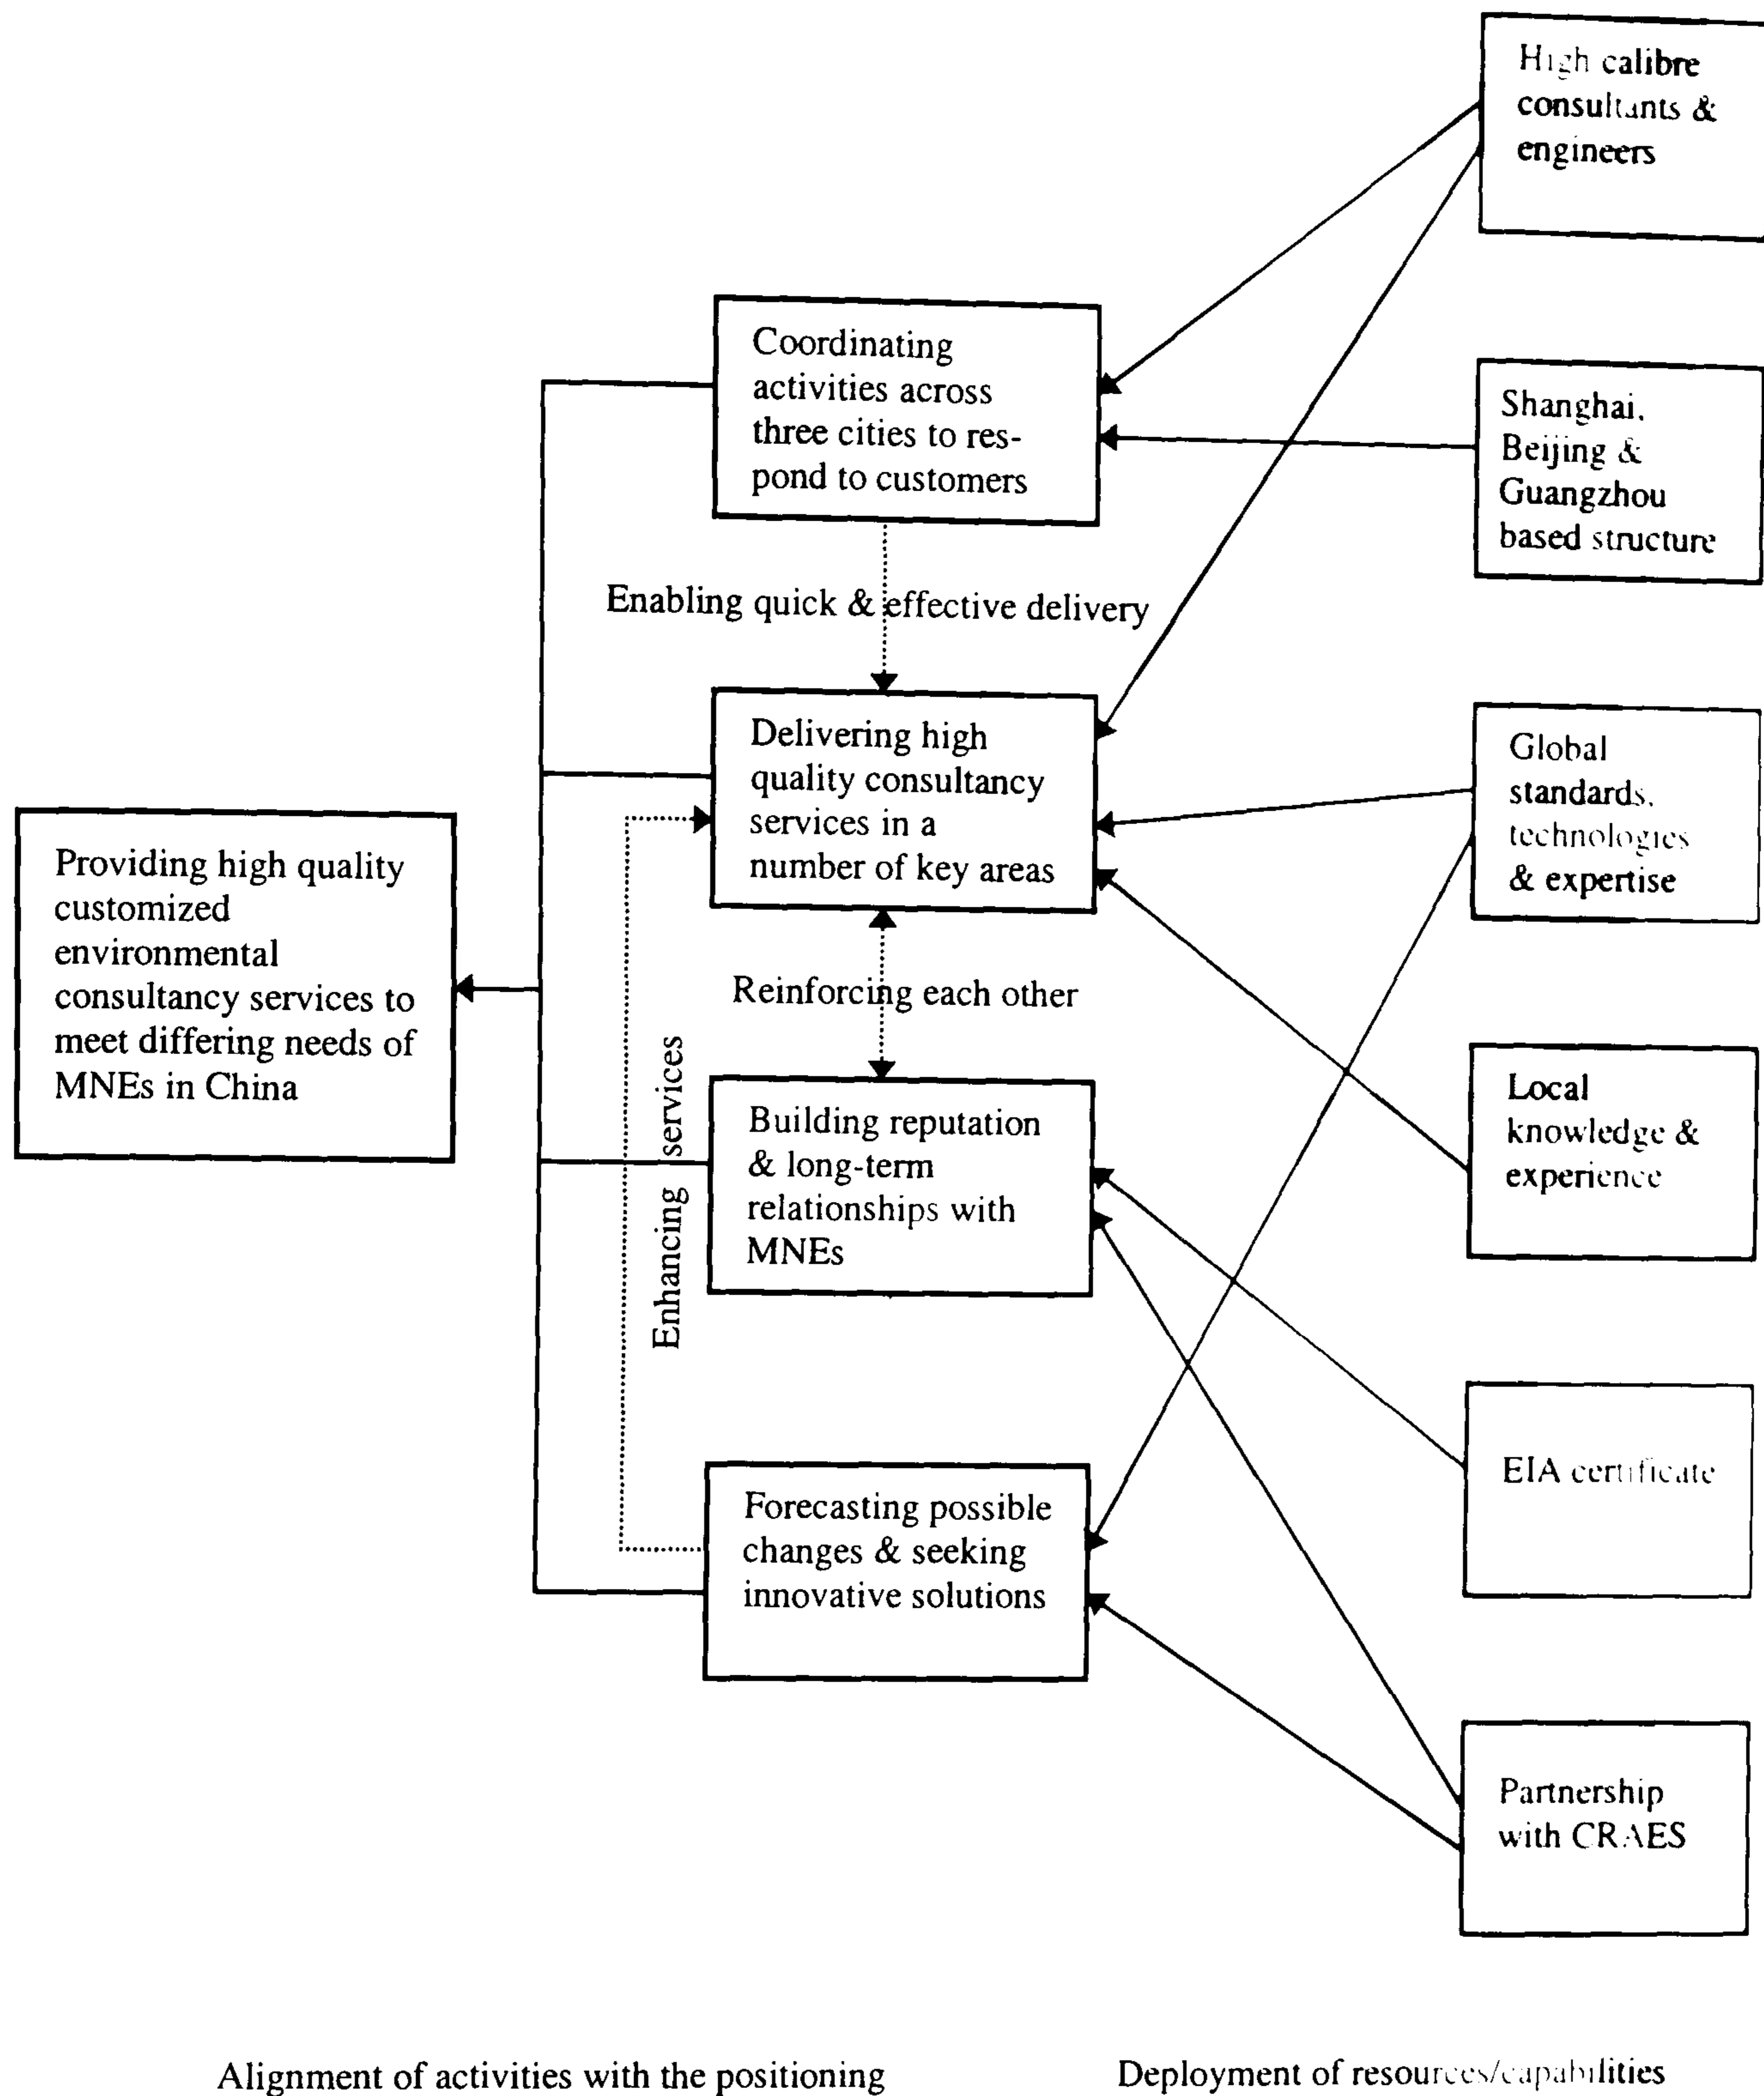 High calibre
consultants &
engineers
Coordinating
activities across
three cities to res-
pond to customers
Shanghai,
Beijing &
Guangzhou
based structure
Enabling quick & effective delivery
Delivering high
quality consultancy
services in a
number of key areas
Global
standards,
technologies
& expertise
Providing high quality
customized
environmental
consultancy services to
meet differing needs of
MNEs in China
Reinforcing each other
Enhancing services
Building reputation
& long-term
relationships with
MNEs
Local
knowledge &
experience
Forecasting possible
changes & seeking
innovative solutions
EIA certificate
Partnership
with CRAES
Alignment of activities with the positioning
Deployment of resources/capabilities